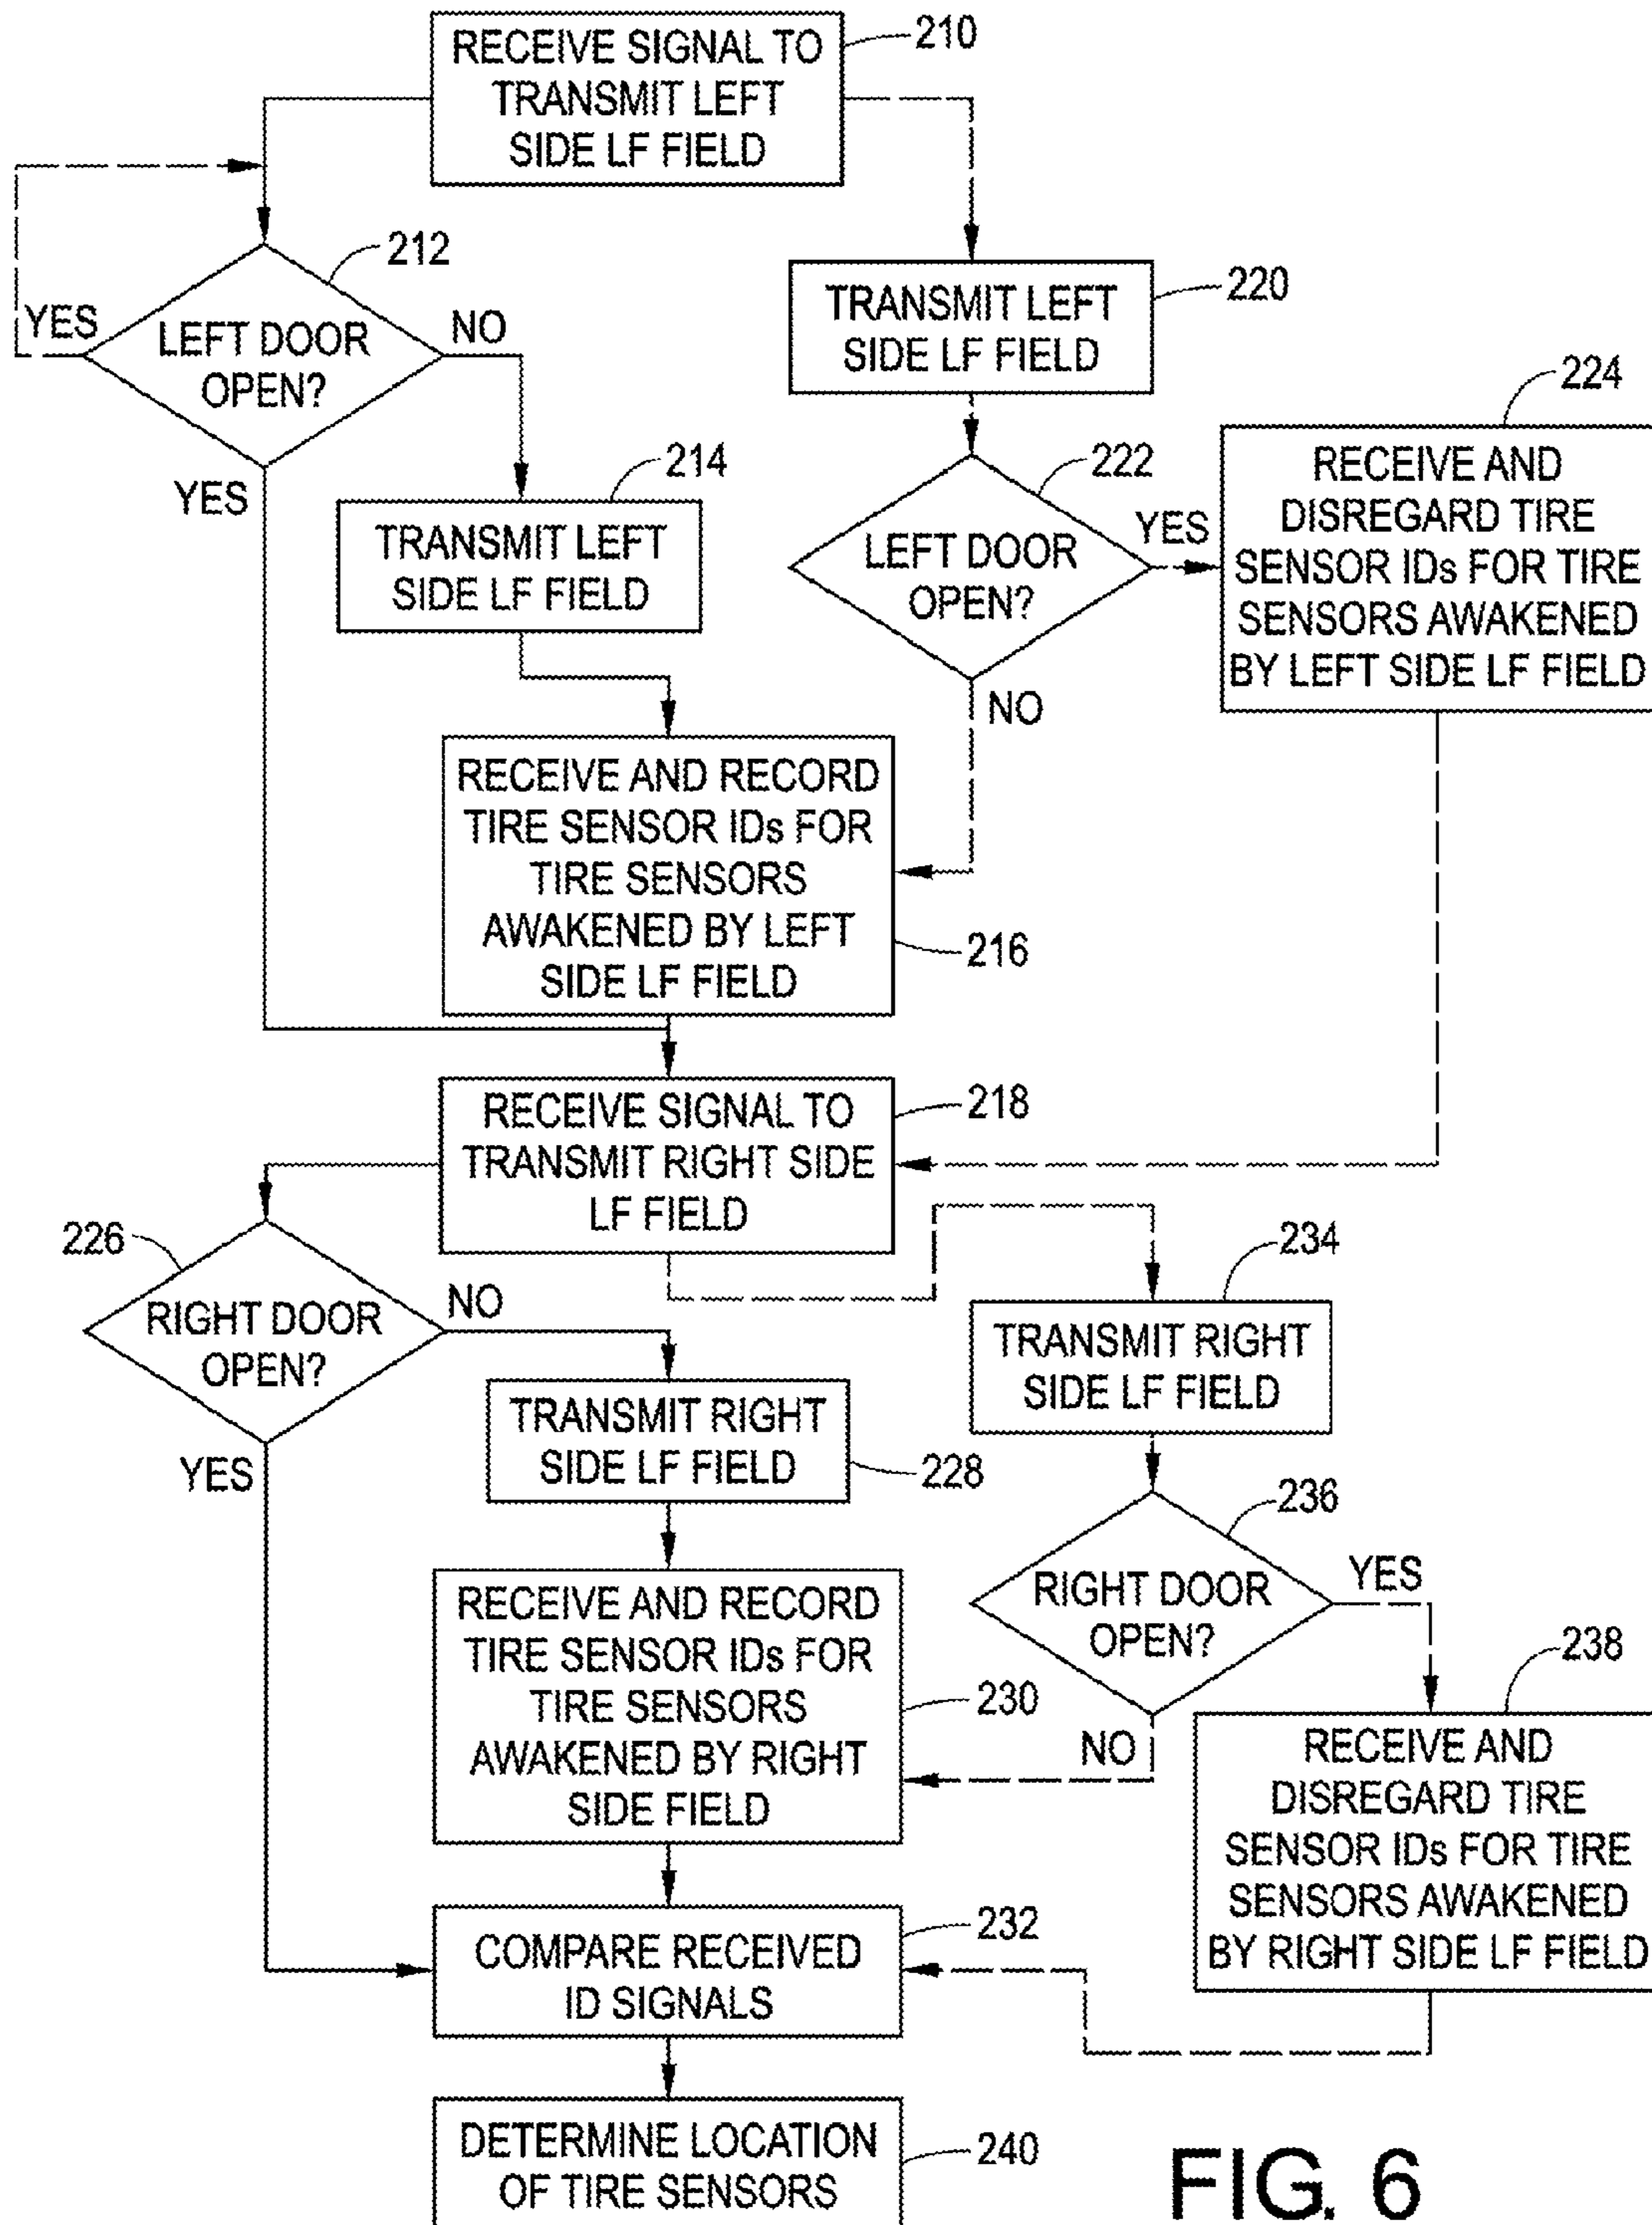 RECEIVE SIGNAL TO
TRANSMIT LEFT
SIDE LF FIELD
210
212
LEFT DOOR
OPEN?
YES
NO
YES
TRANSMIT LEFT
SIDE LF FIELD
220
214
TRANSMIT LEFT
SIDE LF FIELD
222
LEFT DOOR
OPEN?
YES
NO
224
RECEIVE AND
DISREGARD TIRE
SENSOR IDs FOR TIRE
SENSORS AWAKENED
BY LEFT SIDE LF FIELD
RECEIVE AND RECORD
TIRE SENSOR IDs FOR
TIRE SENSORS
AWAKENED BY LEFT
SIDE LF FIELD
216
RECEIVE SIGNAL TO
TRANSMIT RIGHT SIDE
LF FIELD
218
226
RIGHT DOOR
OPEN?
NO
YES
234
TRANSMIT RIGHT
SIDE LF FIELD
TRANSMIT RIGHT
SIDE LF FIELD
228
236
RIGHT DOOR
OPEN?
YES
NO
RECEIVE AND RECORD
TIRE SENSOR IDs FOR
TIRE SENSORS
AWAKENED BY RIGHT
SIDE FIELD
230
238
RECEIVE AND
DISREGARD TIRE
SENSOR IDs FOR TIRE
SENSORS AWAKENED
BY RIGHT SIDE LF FIELD
COMPARE RECEIVED
ID SIGNALS
232
DETERMINE LOCATION
OF TIRE SENSORS
240
FIG. 6